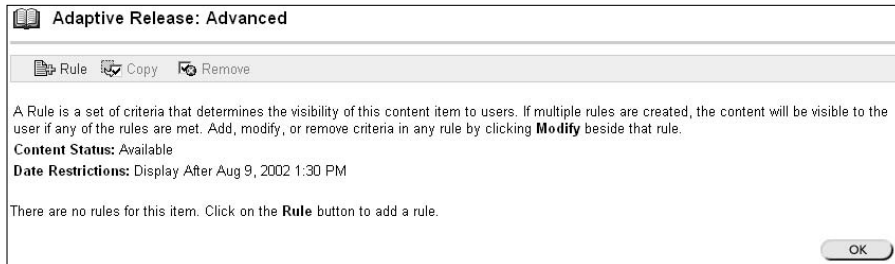 Adaptive Release: Advanced
Rule Copy Remove
A Rule is a set of criteria that determines the visibility of this content item to users. If multiple rules are created, the content will be visible to the
user if any of the rules are met. Add, modify, or remove criteria in any rule by clicking Modify beside that rule.
Content Status: Available
Date Restrictions: Display After Aug 9, 2002 1:30 PM
There are no rules for this item. Click on the Rule button to add a rule.
OK